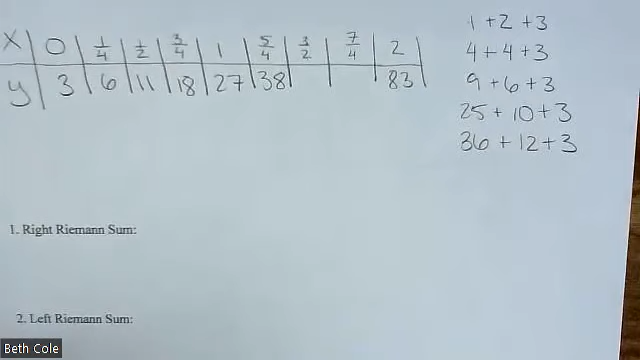 x 0 1/4 1/2 3/4 1 5/4 3/2 7/4 2
y 3 6 11 18 27 38 83
1 + 2 + 3
4 + 4 + 3
9 + 6 + 3
25 + 10 + 3
36 + 12 + 3
1. Right Riemann Sum:
2. Left Riemann Sum:
Beth Cole